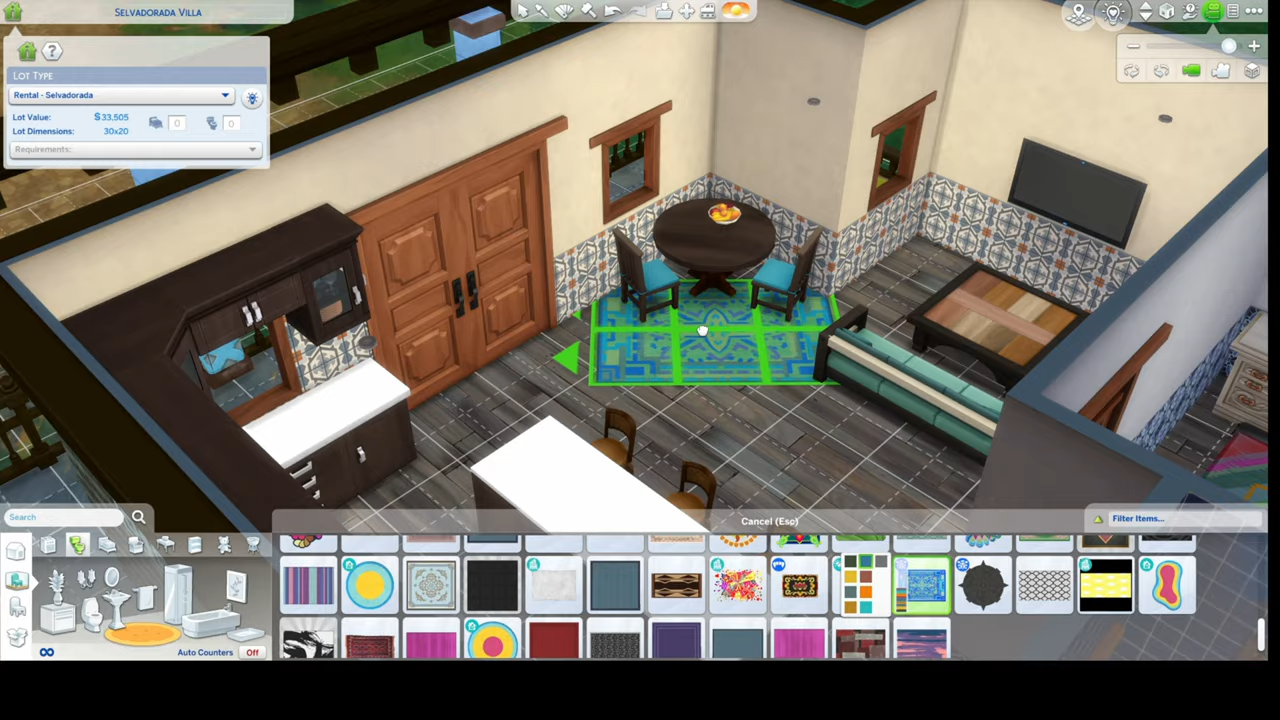 SELVADORADA VILLA
LOT TYPE
Rental - Selvadorada
Lot Value: $33,505
0
0
Lot Dimensions: 30x20
Requirements:
Cancel (Esc)
Search
Filter Items...
Auto Counters Off